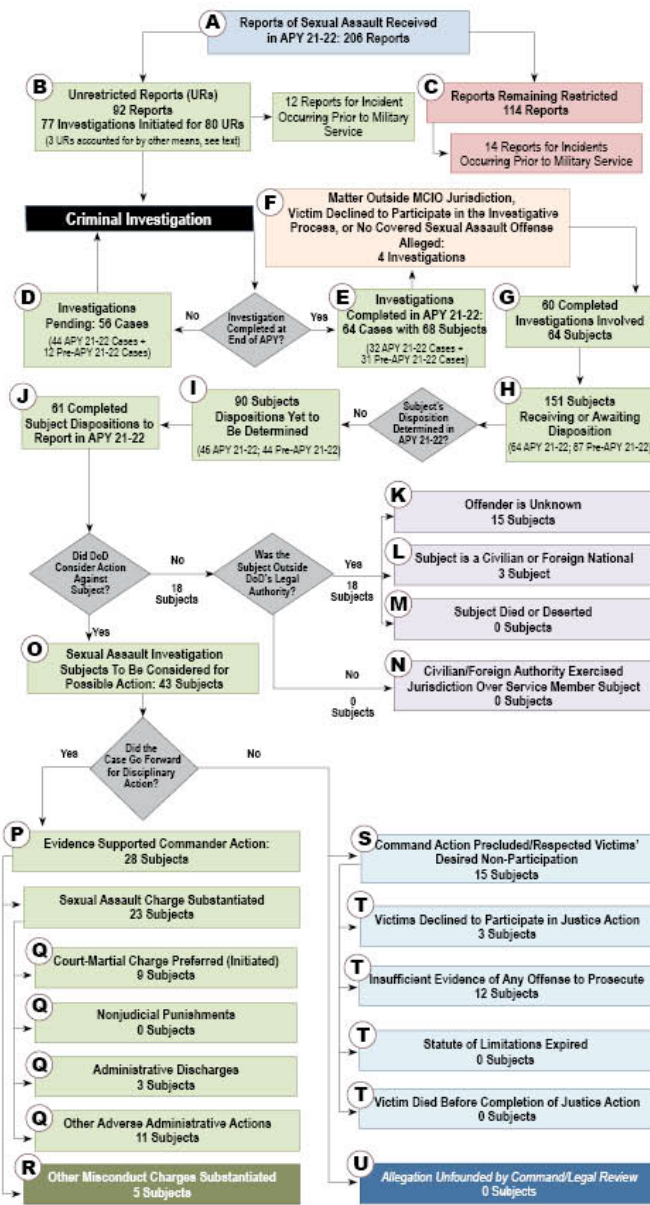 A
Reports of Sexual Assault Received
in APY 21-22: 206 Reports
B
Unrestricted Reports (URs)
92 Reports
77 Investigations Initiated for 80 URs
(3 URs accounted for by other means, see text)
12 Reports for Incident
Occurring Prior to Military
Service
C
Reports Remaining Restricted
114 Reports
14 Reports for Incidents
Occurring Prior to Military Service
Criminal Investigation
F
Matter Outside MCIO Jurisdiction,
Victim Declined to Participate in the Investigative
Process, or No Covered Sexual Assault Offense
Alleged:
4 Investigations
D
Investigations
Pending: 56 Cases
(44 APY 21-22 Cases +
12 Pre-APY 21-22 Cases)
No
Investigation
Completed at
End of APY?
Yes
E
Investigations
Completed in APY 21-22:
64 Cases with 68 Subjects
(32 APY 21-22 Cases +
31 Pre-APY 21-22 Cases)
G
60 Completed
Investigations Involved
64 Subjects
J
61 Completed
Subject Dispositions to
Report in APY 21-22
I
90 Subjects
Dispositions Yet to
Be Determined
(46 APY 21-22; 44 Pre-APY 21-22)
No
Subject's
Disposition
Determined in
APY 21-22?
H
151 Subjects
Receiving or Awaiting
Disposition
(64 APY 21-22; 87 Pre-APY 21-22)
Did DoD
Consider Action
Against
Subject?
No
18
Subjects
Was the
Subject Outside
DoD's Legal
Authority?
Yes
18
Subjects
K
Offender is Unknown
15 Subjects
L
Subject is a Civilian or Foreign National
3 Subject
M
Subject Died or Deserted
0 Subjects
No
0
Subjects
N
Civilian/Foreign Authority Exercised
Jurisdiction Over Service Member Subject
0 Subjects
Yes
O
Sexual Assault Investigation
Subjects To Be Considered for
Possible Action: 43 Subjects
Yes
Did the
Case Go Forward
for Disciplinary
Action?
No
P
Evidence Supported Commander Action:
28 Subjects
Sexual Assault Charge Substantiated
23 Subjects
Q
Court-Martial Charge Preferred (Initiated)
9 Subjects
Q
Nonjudicial Punishments
0 Subjects
Q
Administrative Discharges
3 Subjects
Q
Other Adverse Administrative Actions
11 Subjects
R
Other Misconduct Charges Substantiated
5 Subjects
S
Command Action Precluded/Respected Victims'
Desired Non-Participation
15 Subjects
T
Victims Declined to Participate in Justice Action
3 Subjects
T
Insufficient Evidence of Any Offense to Prosecute
12 Subjects
T
Statute of Limitations Expired
0 Subjects
T
Victim Died Before Completion of Justice Action
0 Subjects
U
Allegation Unfounded by Command/Legal Review
0 Subjects